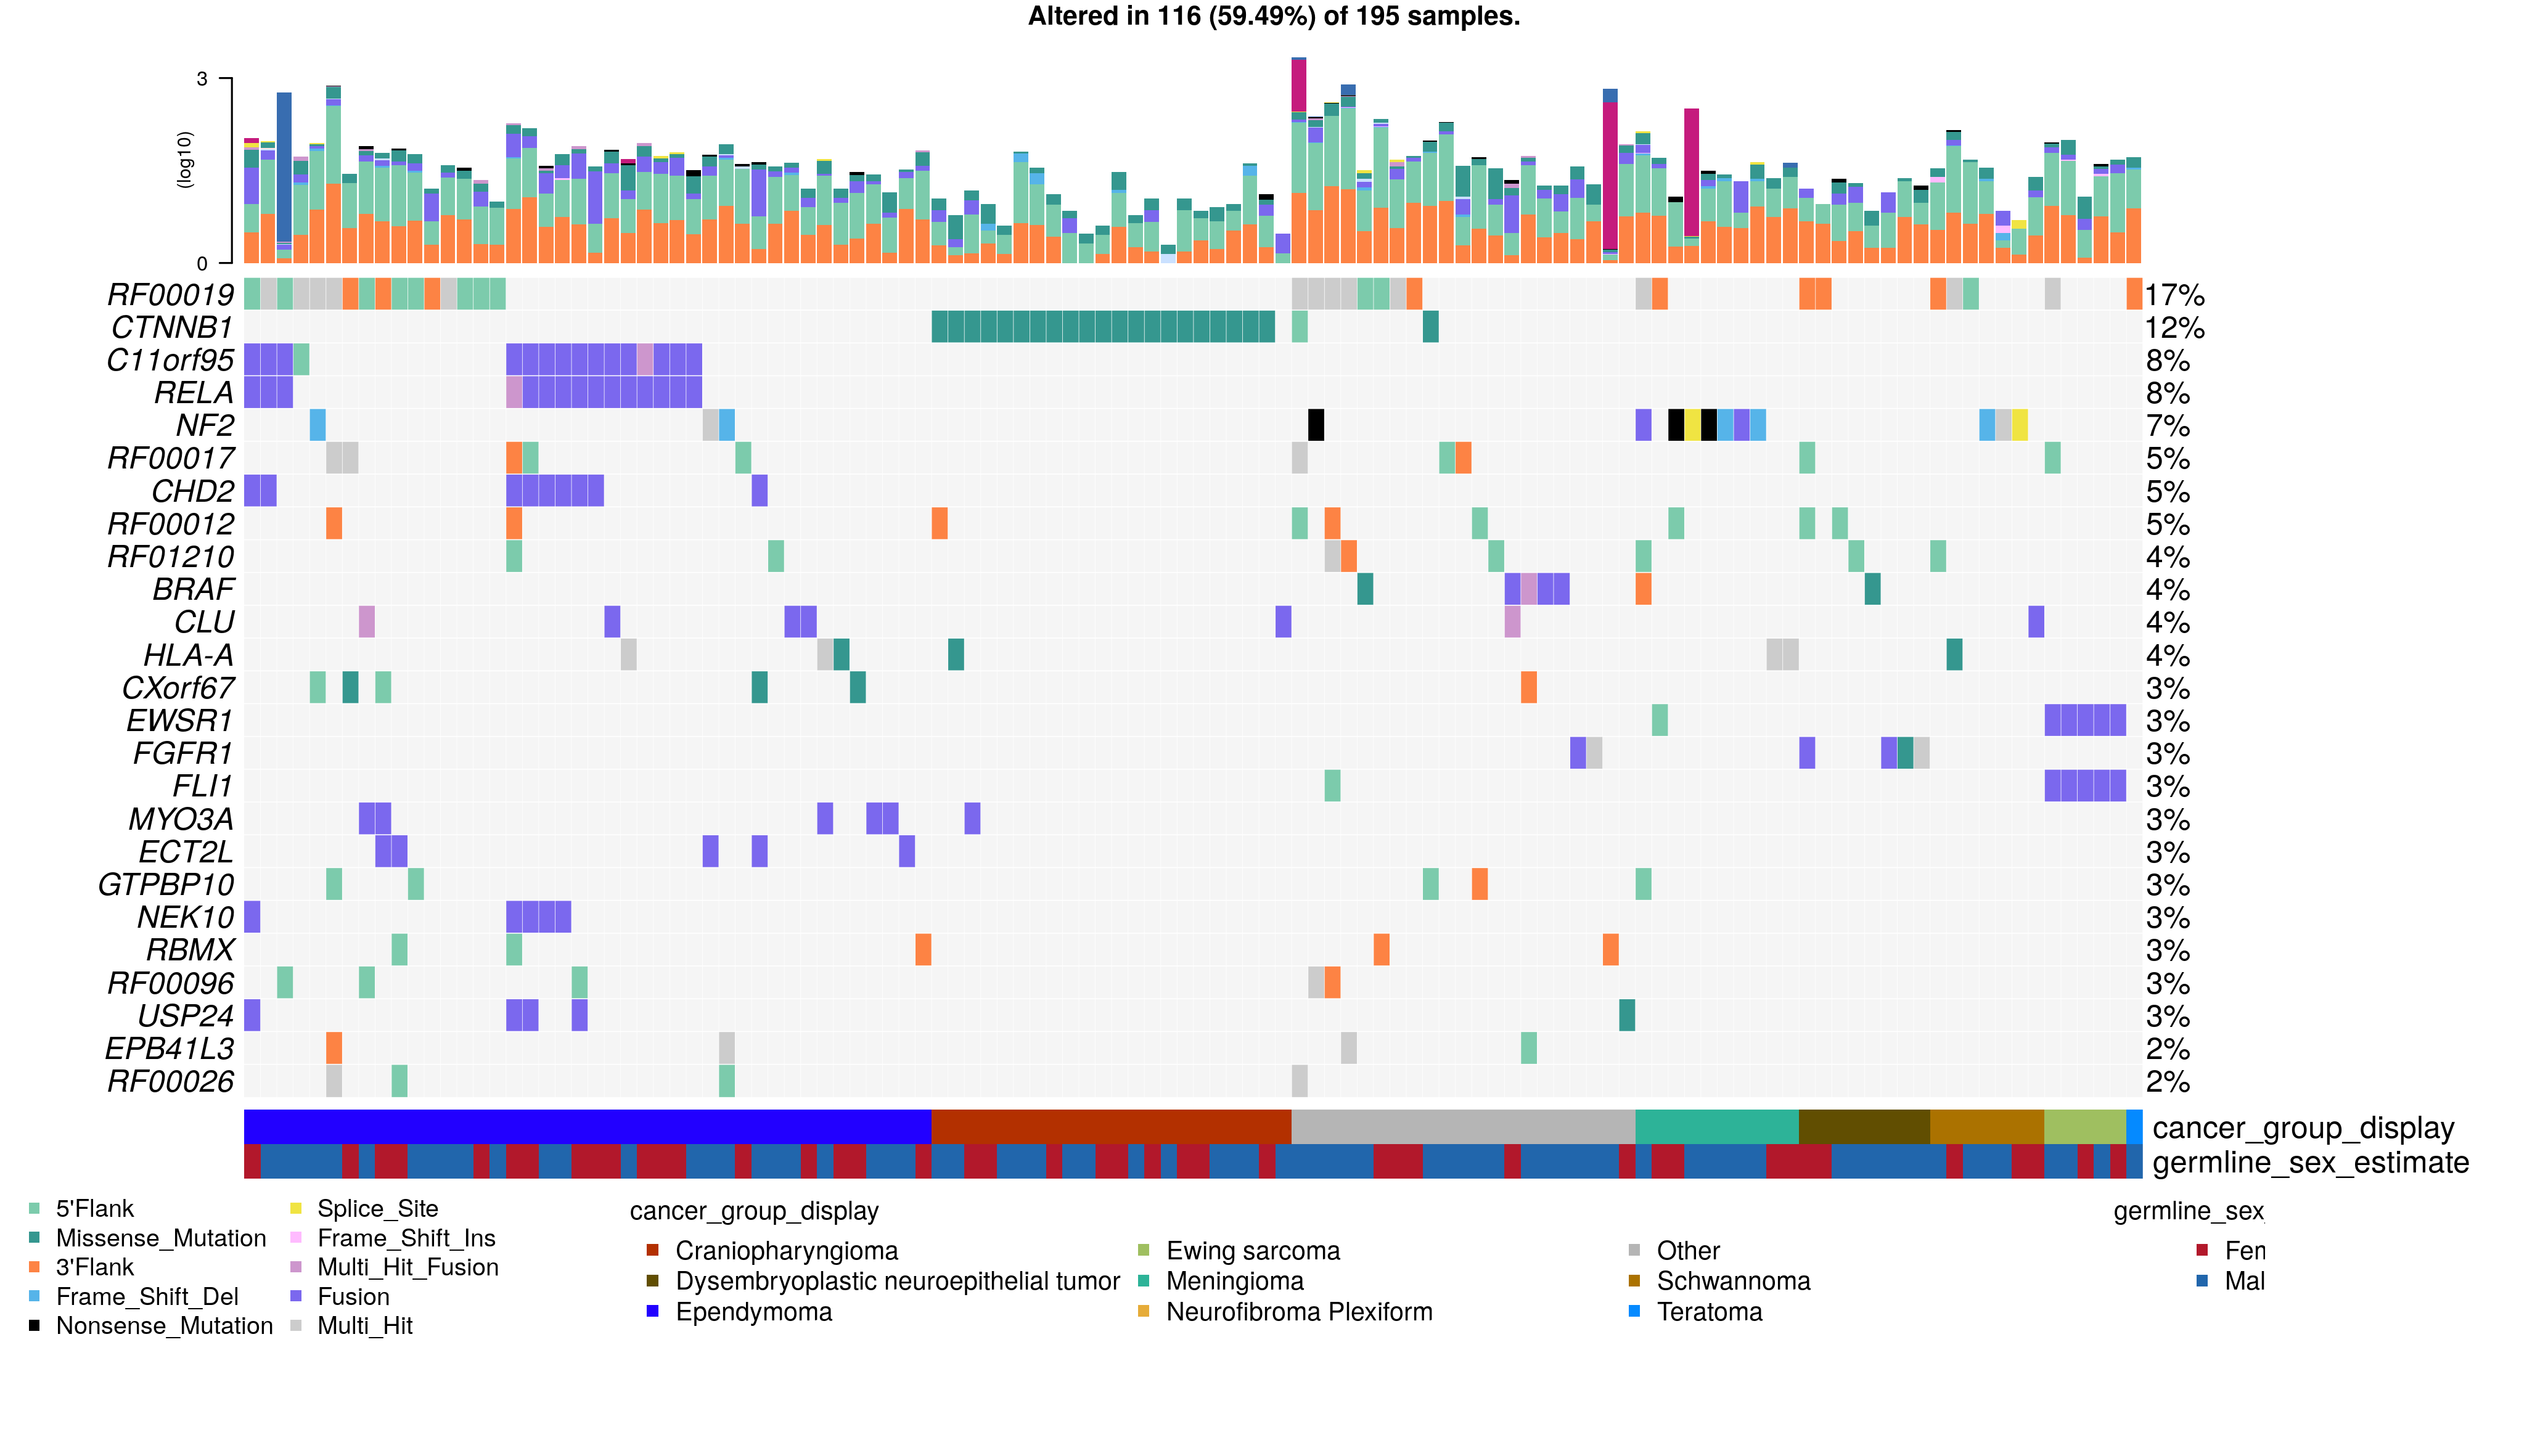 Altered in 116 (59.49%) of 195 samples.
3
(log10)
0
RF00019 17%
CTNNB1 12%
C11orf95 8%
RELA 8%
NF2 7%
RF00017 5%
CHD2 5%
RF00012 5%
RF01210 4%
BRAF 4%
CLU 4%
HLA-A 4%
CXorf67 3%
EWSR1 3%
FGFR1 3%
FLI1 3%
MYO3A 3%
ECT2L 3%
GTPBP10 3%
NEK10 3%
RBMX 3%
RF00096 3%
USP24 3%
EPB41L3 2%
RF00026 2%
cancer_group_display
germline_sex_estimate
5'Flank
Missense_Mutation
3'Flank
Frame_Shift_Del
Nonsense_Mutation
Splice_Site
Frame_Shift_Ins
Multi_Hit_Fusion
Fusion
Multi_Hit
cancer_group_display
Craniopharyngioma
Dysembryoplastic neuroepithelial tumor
Ependymoma
Ewing sarcoma
Meningioma
Neurofibroma Plexiform
Other
Schwannoma
Teratoma
germline_sex
Fen
Mal